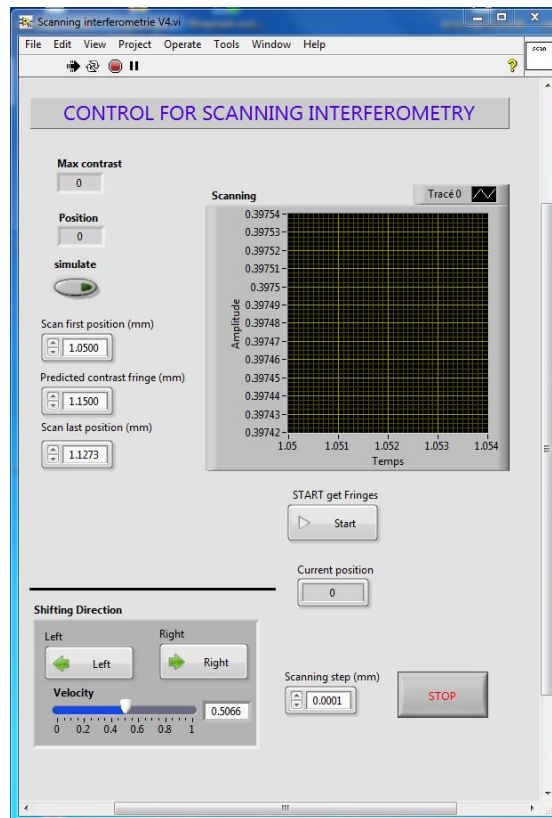 Scanning interferometrie V4.vi
File Edit View Project Operate Tools Window Help
scan
CONTROL FOR SCANNING INTERFEROMETRY
Max contrast
0
Position
0
simulate
Scan first position (mm)
1.0500
Predicted contrast fringe (mm)
1.1500
Scan last position (mm)
1.1273
Scanning
Tracé 0
Amplitude
0.39754
0.39753
0.39752
0.39751
0.3975
0.39749
0.39748
0.39747
0.39746
0.39745
0.39744
0.39743
0.39742
1.05 1.051 1.052 1.053 1.054
Temps
START get Fringes
Start
Current position
0
Shifting Direction
Left Right
Left Right
Velocity
0.5066
0 0.2 0.4 0.6 0.8 1
Scanning step (mm)
0.0001
STOP